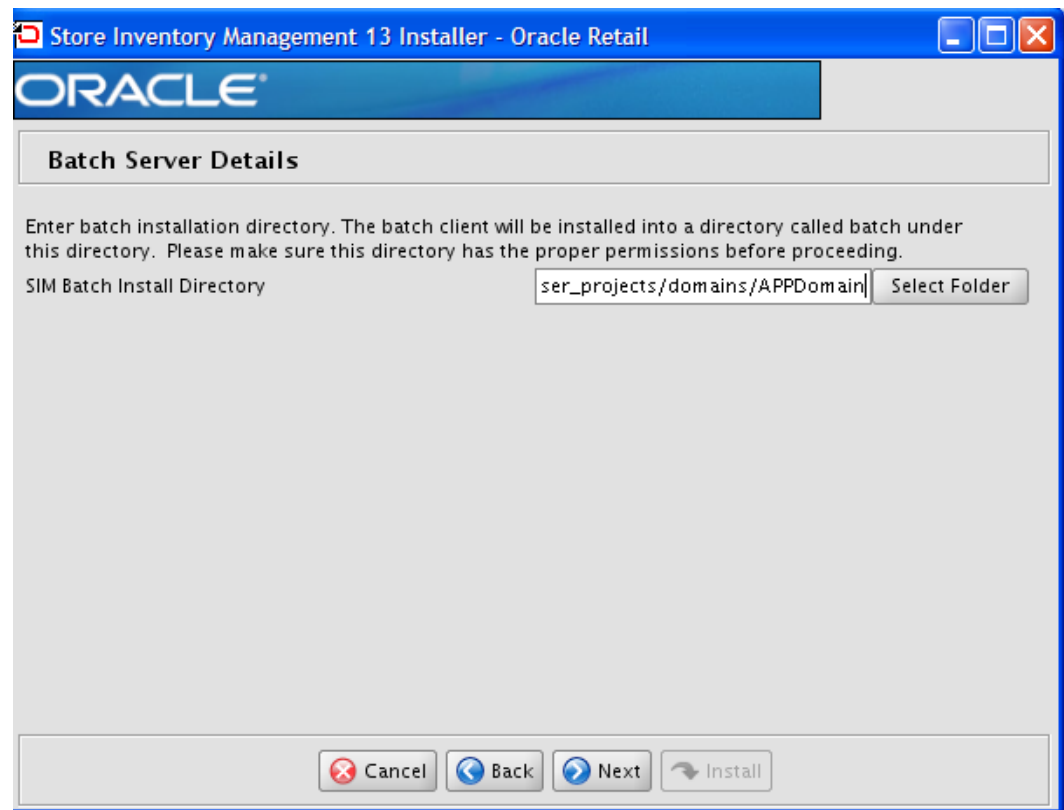 Store Inventory Management 13 Installer - Oracle Retail
ORACLE®
Batch Server Details
Enter batch installation directory. The batch client will be installed into a directory called batch under
this directory.  Please make sure this directory has the proper permissions before proceeding.
SIM Batch Install Directory ser_projects/domains/APPDomain Select Folder
Cancel Back Next Install